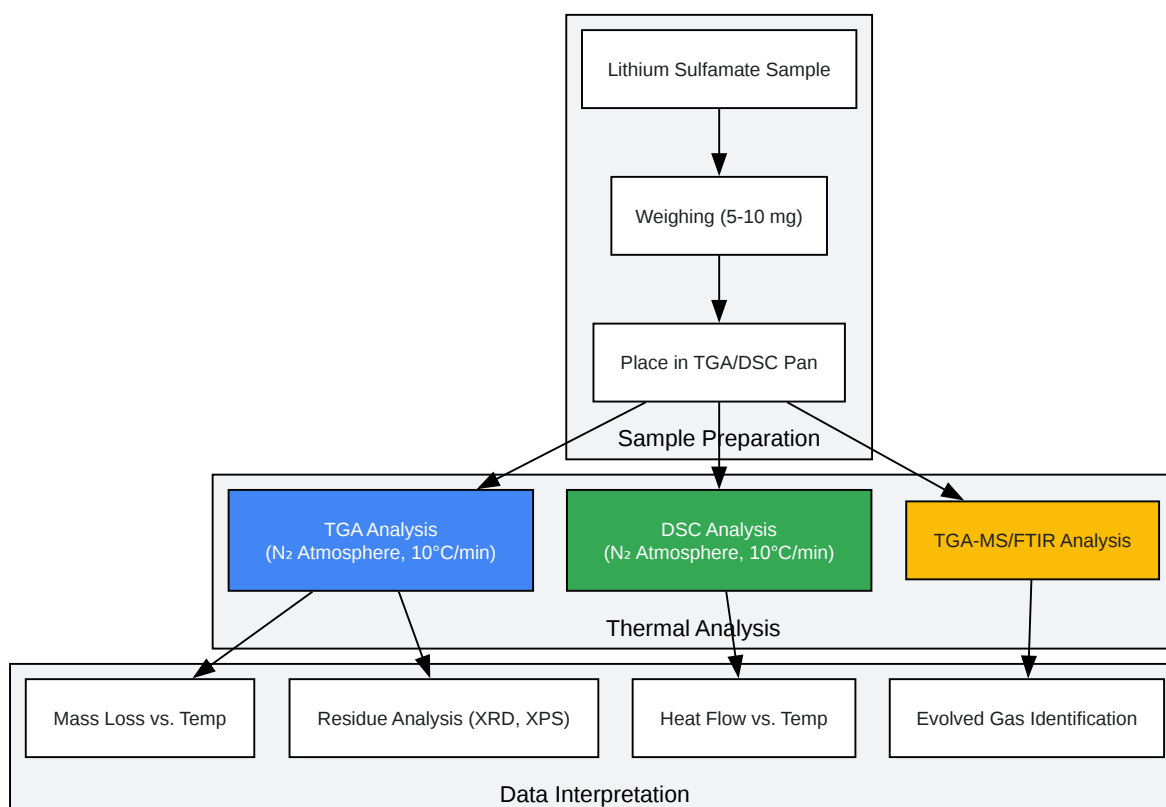 Lithium Sulfamate Sample
Weighing (5-10 mg)
Place in TGA/DSC Pan
Sample Preparation
TGA Analysis
(N₂ Atmosphere, 10°C/min)
DSC Analysis
(N₂ Atmosphere, 10°C/min)
TGA-MS/FTIR Analysis
Thermal Analysis
Mass Loss vs. Temp
Residue Analysis (XRD, XPS)
Heat Flow vs. Temp
Evolved Gas Identification
Data Interpretation